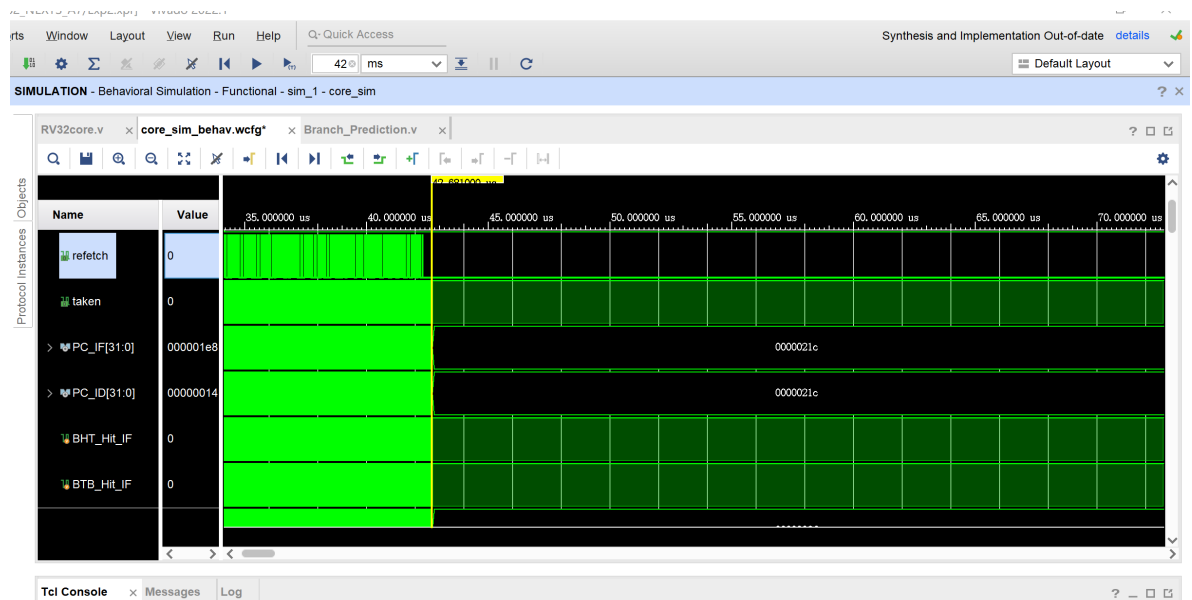 Window Layout View Run Help Q- Quick Access Synthesis and Implementation Out-of-date details
42 ms Default Layout
SIMULATION - Behavioral Simulation - Functional - sim_1 - core_sim ? ×
RV32core.v × core_sim_behav.wcfg* × Branch_Prediction.v × ?
Objects
Protocol Instances
Name Value 35.000000 us 40.000000 us 45.000000 us 50.000000 us 55.000000 us 60.000000 us 65.000000 us 70.000000 us
refetch 0
taken 0
PC_IF[31:0] 000001e8 0000021c
PC_ID[31:0] 00000014 0000021c
BHT_Hit_IF 0
BTB_Hit_IF 0
Tcl Console × Messages Log ?